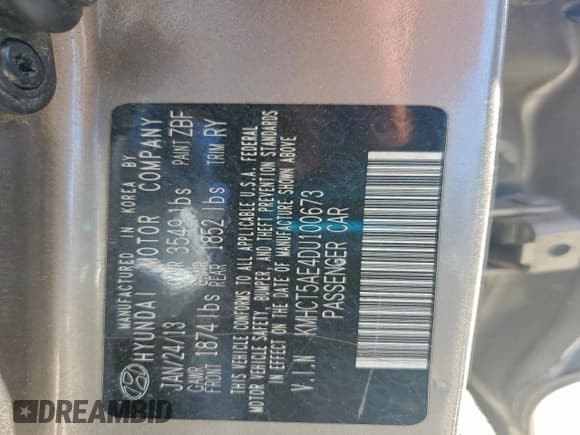 MANUFACTURED IN KOREA BY
HYUNDAI MOTOR COMPANY
JAN/24/13 GVWR 3549 lbs PAINT ZBF
GAWR FRONT 1874 lbs GAWR REAR 1852 lbs TRIM RY
THIS VEHICLE CONFORMS TO ALL APPLICABLE U.S.A. FEDERAL
MOTOR VEHICLE SAFETY, BUMPER, AND THEFT PREVENTION STANDARDS
IN EFFECT ON THE DATE OF MANUFACTURE SHOWN ABOVE
V.I.N KMHCT5AE4DU100673
PASSENGER CAR
DREAMBID